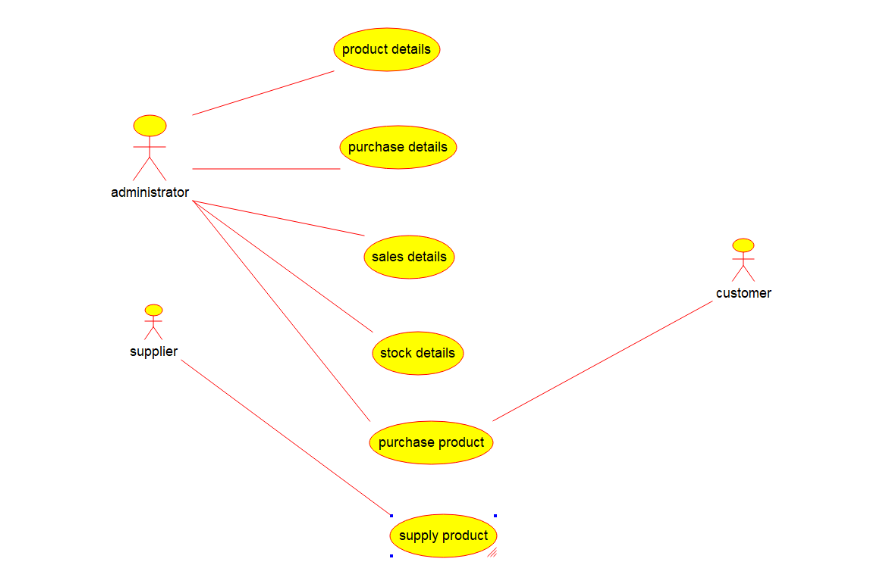 product details
purchase details
administrator
sales details
customer
supplier
stock details
purchase product
supply product